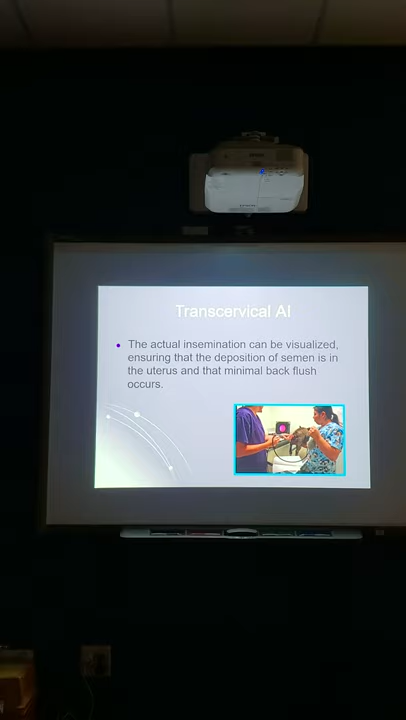 Transcervical AI
• The actual insemination can be visualized,
ensuring that the deposition of semen is in
the uterus and that minimal back flush
occurs.